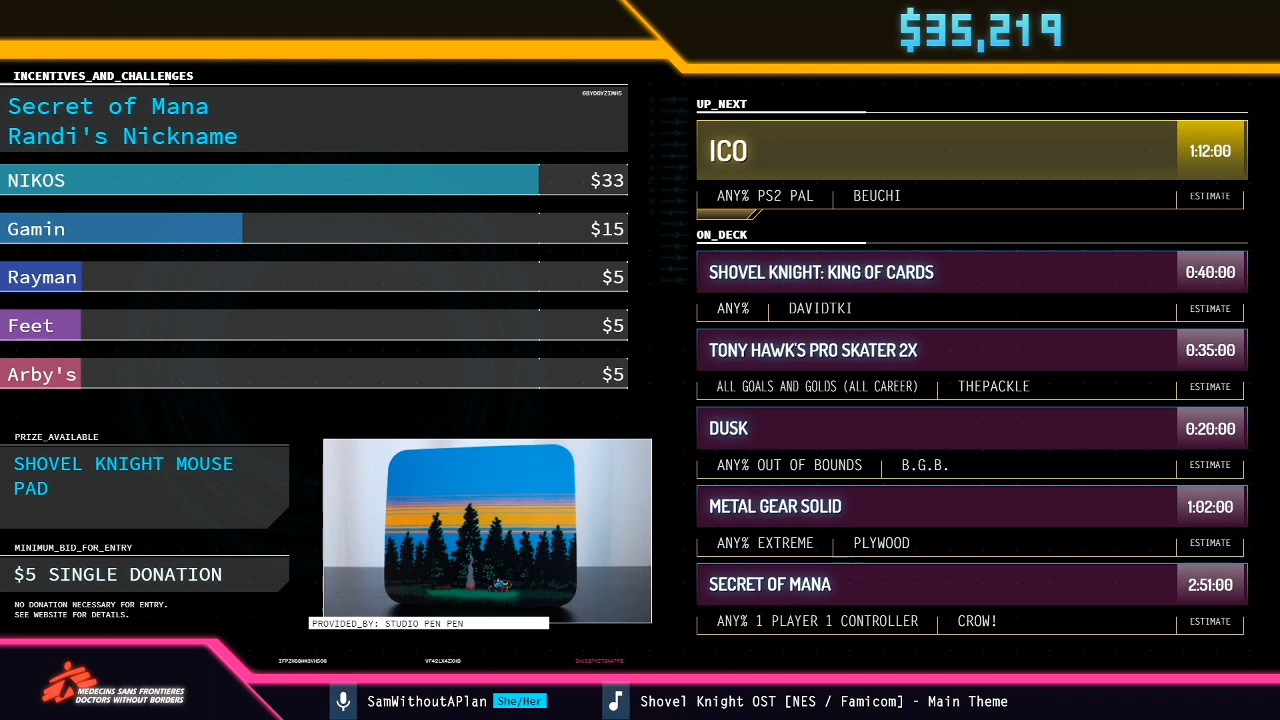 $35,219
INCENTIVES_AND_CHALLENGES
Secret of Mana
Randi's Nickname
NIKOS $33
Gamin $15
Rayman $5
Feet $5
Arby's $5
PRIZE_AVAILABLE
SHOVEL KNIGHT MOUSE
PAD
MINIMUM_BID_FOR_ENTRY
$5 SINGLE DONATION
NO DONATION NECESSARY FOR ENTRY.
SEE WEBSITE FOR DETAILS.
PROVIDED_BY: STUDIO PEN PEN
UP_NEXT
ICO 1:12:00
ANY% PS2 PAL BEUCHI ESTIMATE
ON_DECK
SHOVEL KNIGHT: KING OF CARDS 0:40:00
ANY% DAVIDTKI ESTIMATE
TONY HAWK'S PRO SKATER 2X 0:35:00
ALL GOALS AND GOLDS (ALL CAREER) THEPACKLE ESTIMATE
DUSK 0:20:00
ANY% OUT OF BOUNDS B.G.B. ESTIMATE
METAL GEAR SOLID 1:02:00
ANY% EXTREME PLYWOOD ESTIMATE
SECRET OF MANA 2:51:00
ANY% 1 PLAYER 1 CONTROLLER CROW! ESTIMATE
MEDECINS SANS FRONTIERES
DOCTORS WITHOUT BORDERS
SamWithoutAPlan She/Her
Shovel Knight OST [NES / Famicom] - Main Theme